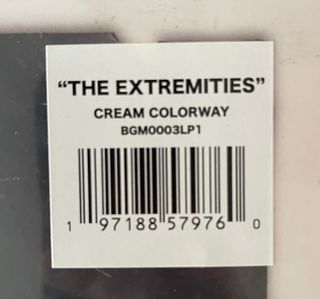 “THE EXTREMITIES”
CREAM COLORWAY
BGM0003LP1
1 97188 57976 0